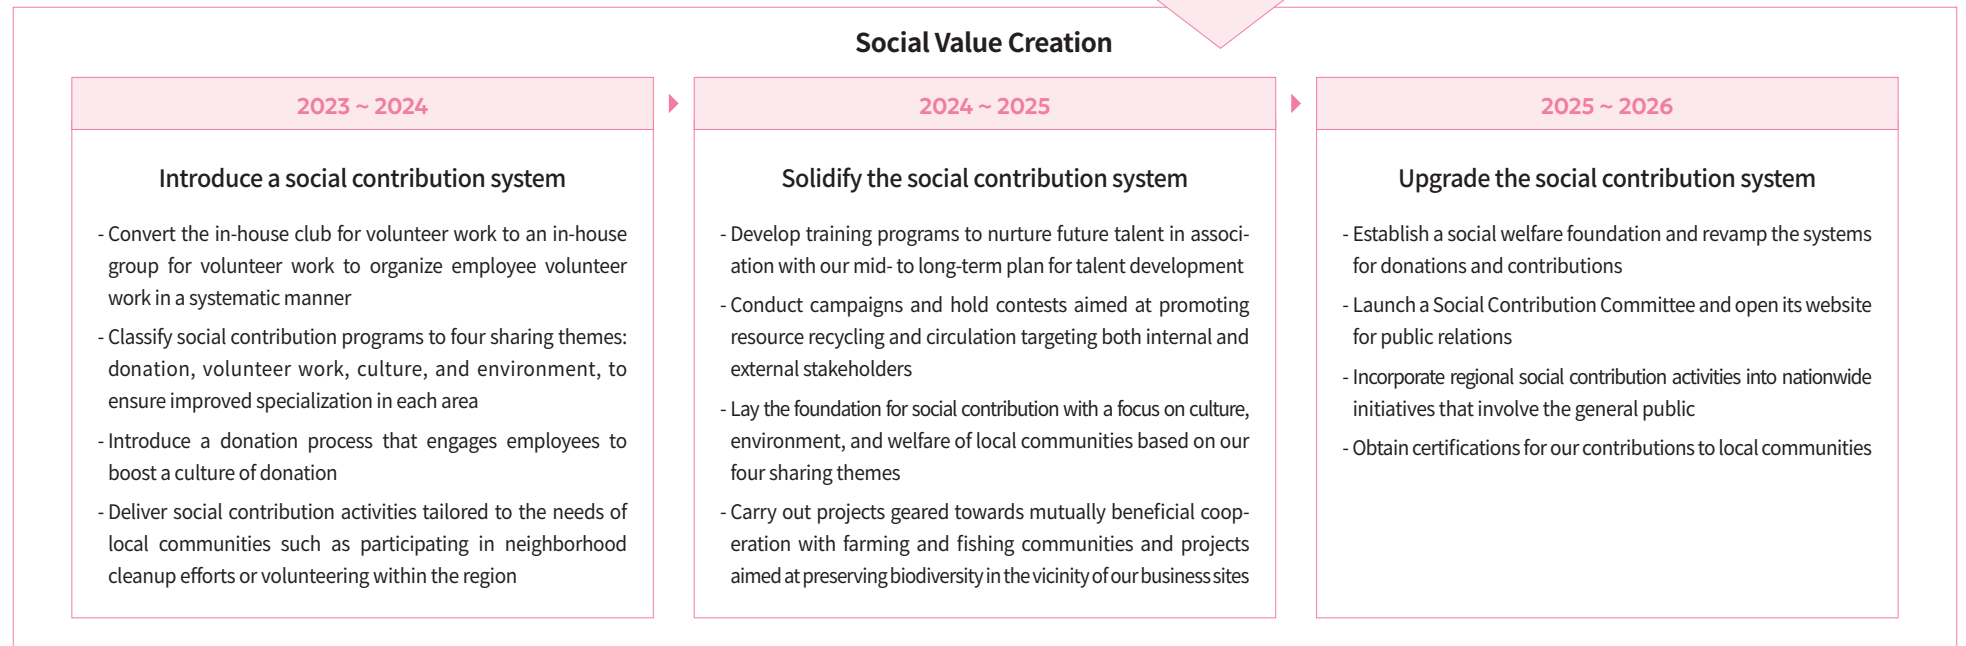 Social Value Creation
2023 ~ 2024
Introduce a social contribution system
- Convert the in-house club for volunteer work to an in-house
group for volunteer work to organize employee volunteer
work in a systematic manner
- Classify social contribution programs to four sharing themes:
donation, volunteer work, culture, and environment, to
ensure improved specialization in each area
- Introduce a donation process that engages employees to
boost a culture of donation
- Deliver social contribution activities tailored to the needs of
local communities such as participating in neighborhood
cleanup efforts or volunteering within the region
2024 ~ 2025
Solidify the social contribution system
- Develop training programs to nurture future talent in associ-
ation with our mid- to long-term plan for talent development
- Conduct campaigns and hold contests aimed at promoting
resource recycling and circulation targeting both internal and
external stakeholders
- Lay the foundation for social contribution with a focus on culture,
environment, and welfare of local communities based on our
four sharing themes
- Carry out projects geared towards mutually beneficial coop-
eration with farming and fishing communities and projects
aimed at preserving biodiversity in the vicinity of our business sites
2025 ~ 2026
Upgrade the social contribution system
- Establish a social welfare foundation and revamp the systems
for donations and contributions
- Launch a Social Contribution Committee and open its website
for public relations
- Incorporate regional social contribution activities into nationwide
initiatives that involve the general public
- Obtain certifications for our contributions to local communities